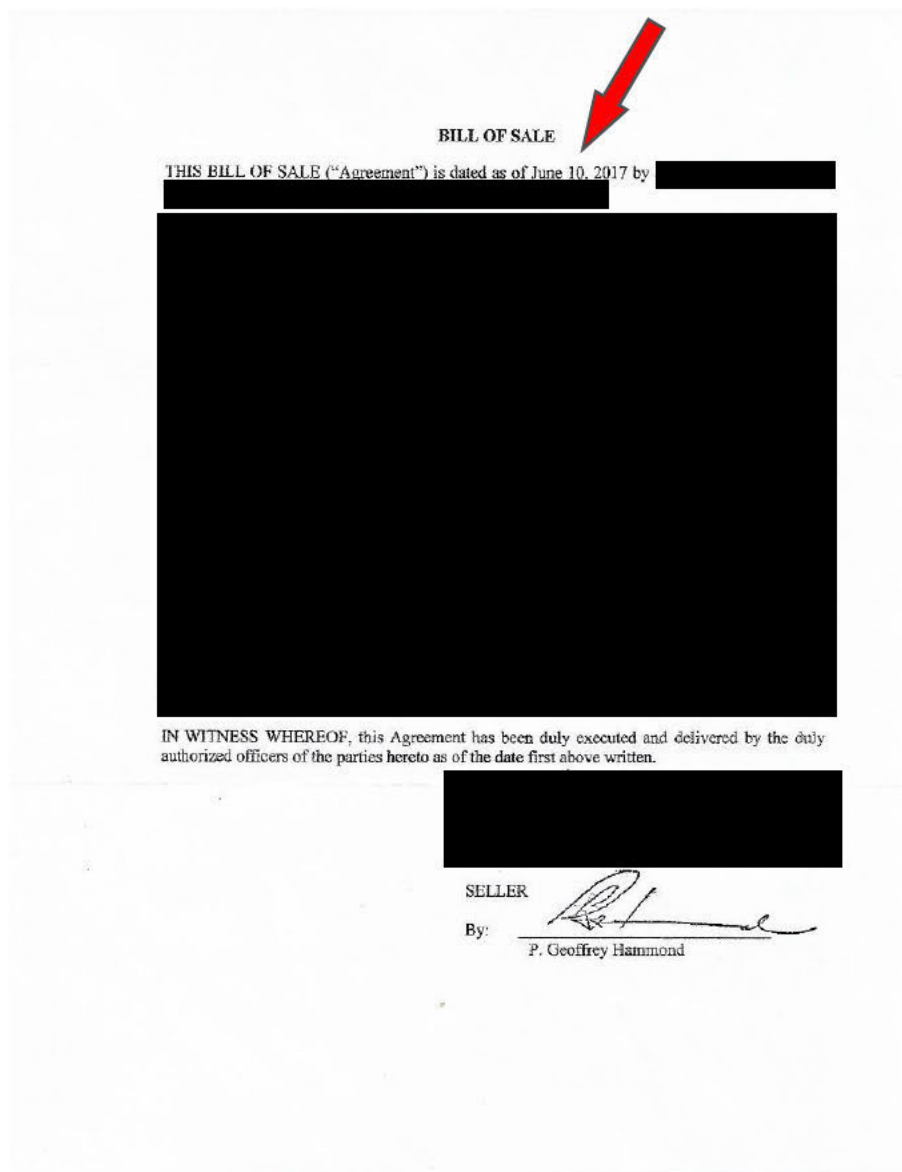 BILL OF SALE
THIS BILL OF SALE ("Agreement") is dated as of June 10, 2017 by
IN WITNESS WHEREOF, this Agreement has been duly executed and delivered by the duly
authorized officers of the parties hereto as of the date first above written.
SELLER
By:
P. Geoffrey Hammond